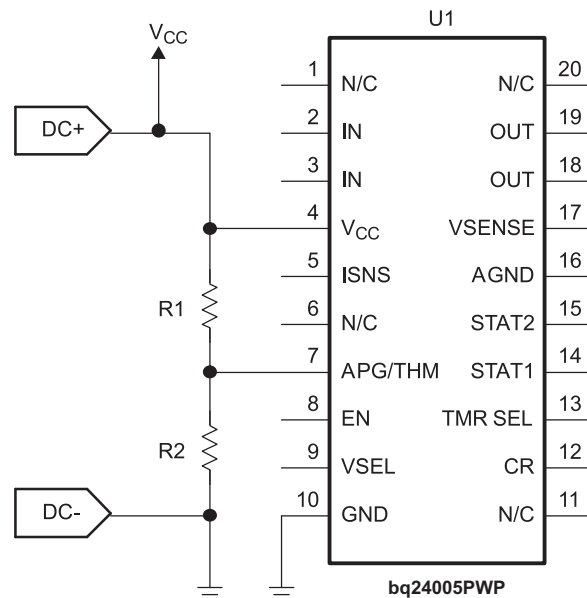 U1
V_CC
DC+
1 N/C N/C 20
2 IN OUT 19
3 IN OUT 18
4 V_CC VSENSE 17
5 ISNS AGND 16
R1
6 N/C STAT2 15
7 APG/THM STAT1 14
8 EN TMR SEL 13
R2
9 VSEL CR 12
DC-
10 GND N/C 11
bq24005PWP